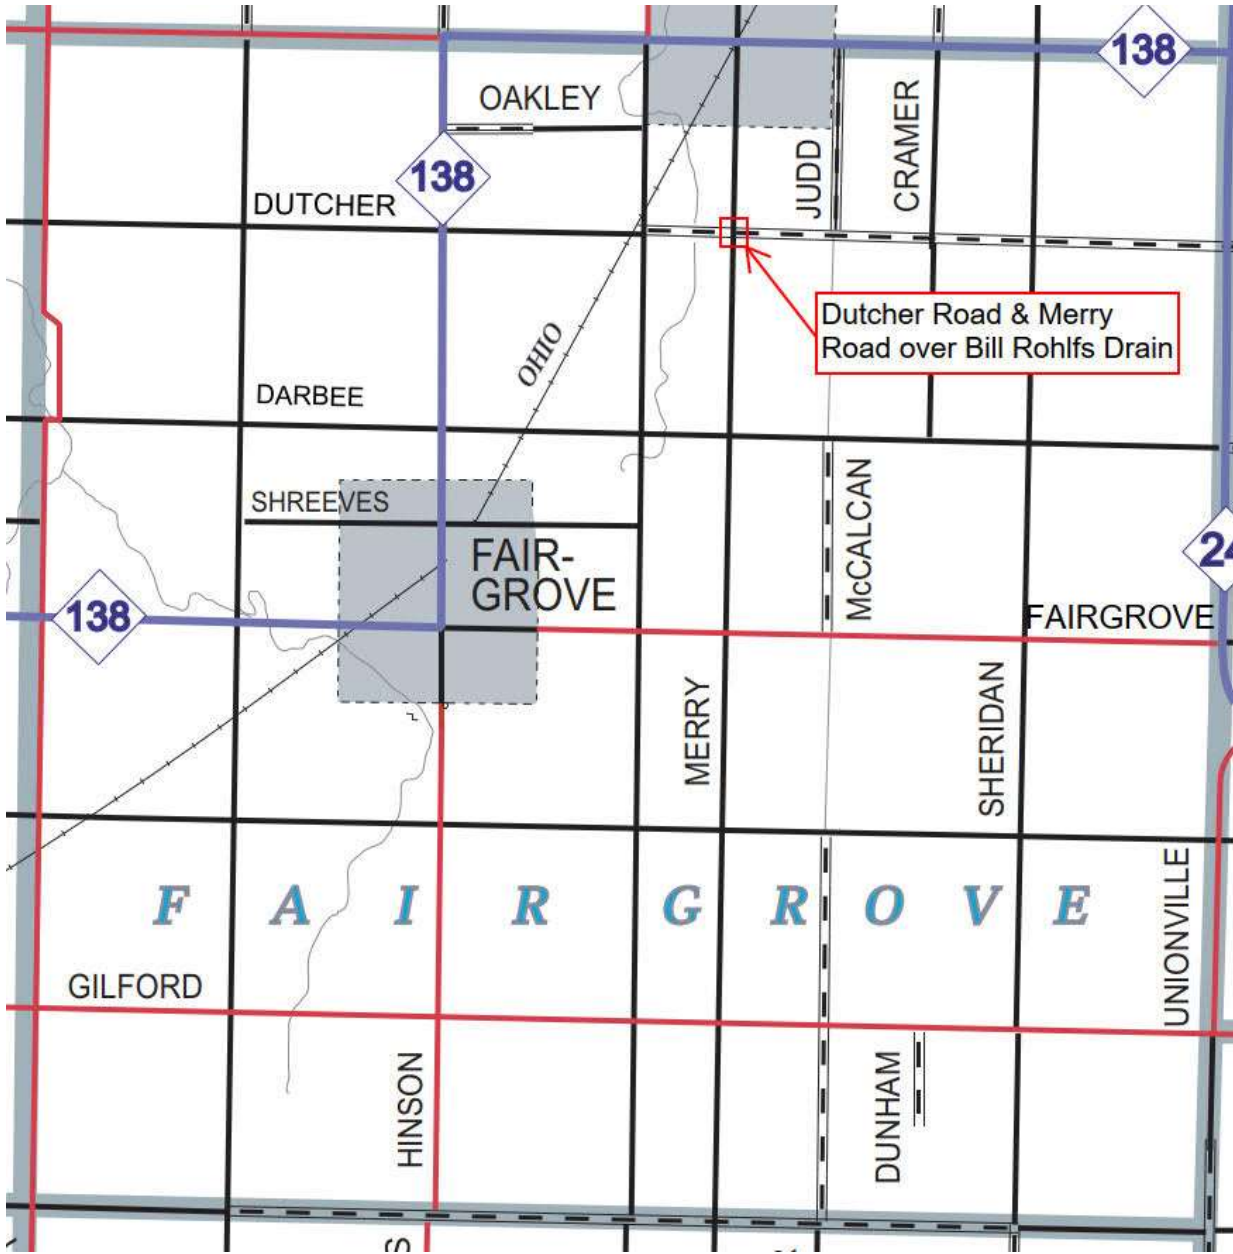 138
OAKLEY
CRAMER
JUDD
138
DUTCHER
Dutcher Road & Merry
Road over Bill Rohlfs Drain
OHIO
DARBEE
McCALCAN
SHREEVES
FAIR-
GROVE
24
138
FAIRGROVE
MERRY
SHERIDAN
UNIONVILLE
F A I R G R O V E
GILFORD
HINSON
DUNHAM
S